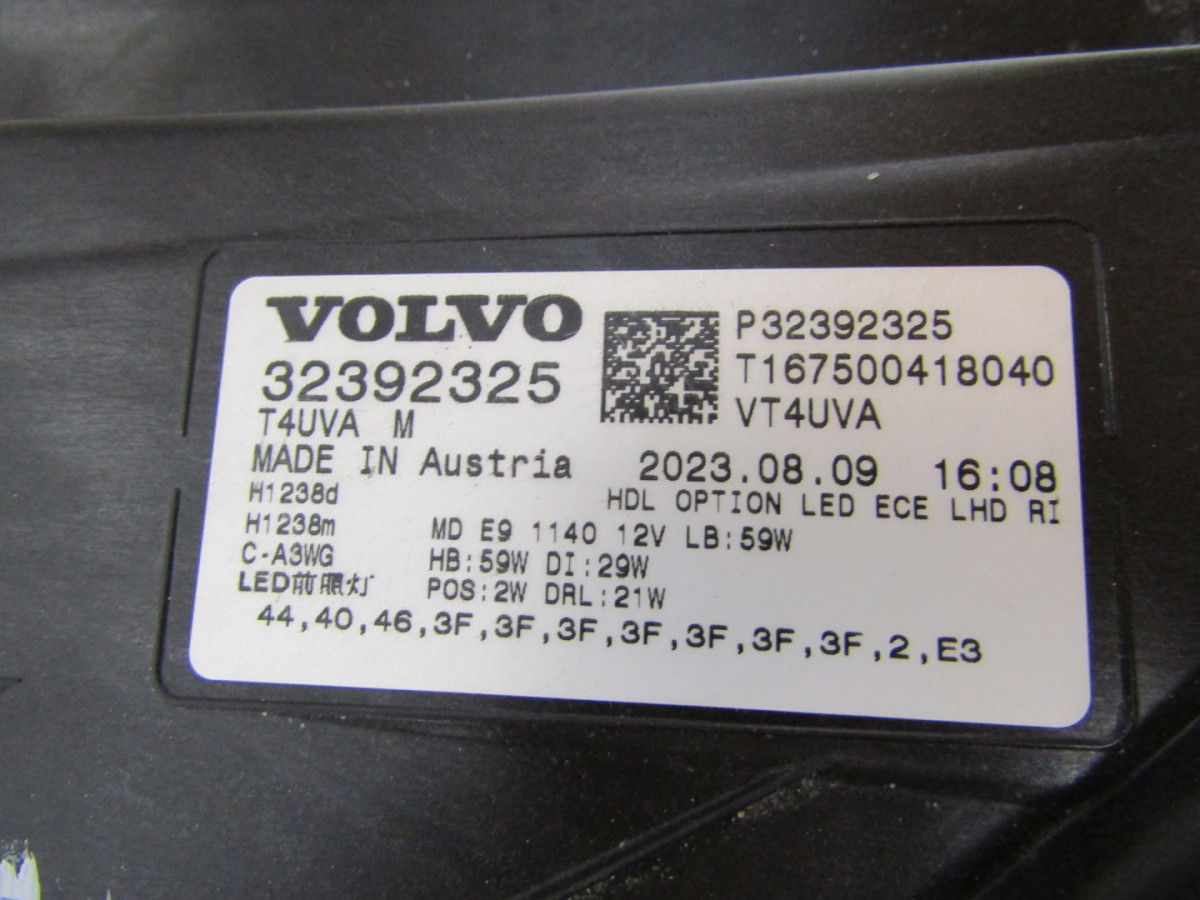 VOLVO
32392325
T4UVA M
P32392325
T167500418040
VT4UVA
MADE IN Austria 2023.08.09 16:08
HDL OPTION LED ECE LHD RI
H1238d
H1238m
C-A3WG
LED前照灯
MD E9 1140 12V LB:59W
HB:59W DI:29W
POS:2W DRL:21W
44,40,46,3F,3F,3F,3F,3F,3F,3F,2,E3